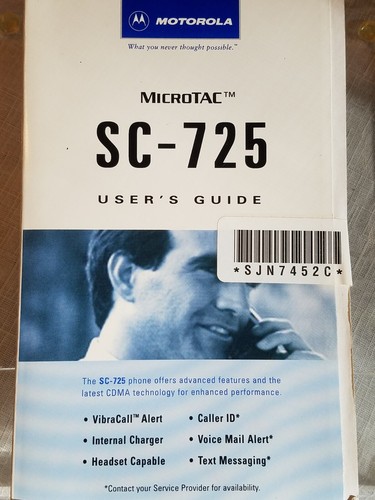 MOTOROLA
What you never thought possible.™
MICROTAC™
SC-725
USER'S GUIDE
*SJN7452C*
The SC-725 phone offers advanced features and the
latest CDMA technology for enhanced performance.
• VibraCall™ Alert
• Internal Charger
• Headset Capable
• Caller ID*
• Voice Mail Alert*
• Text Messaging*
*Contact your Service Provider for availability.